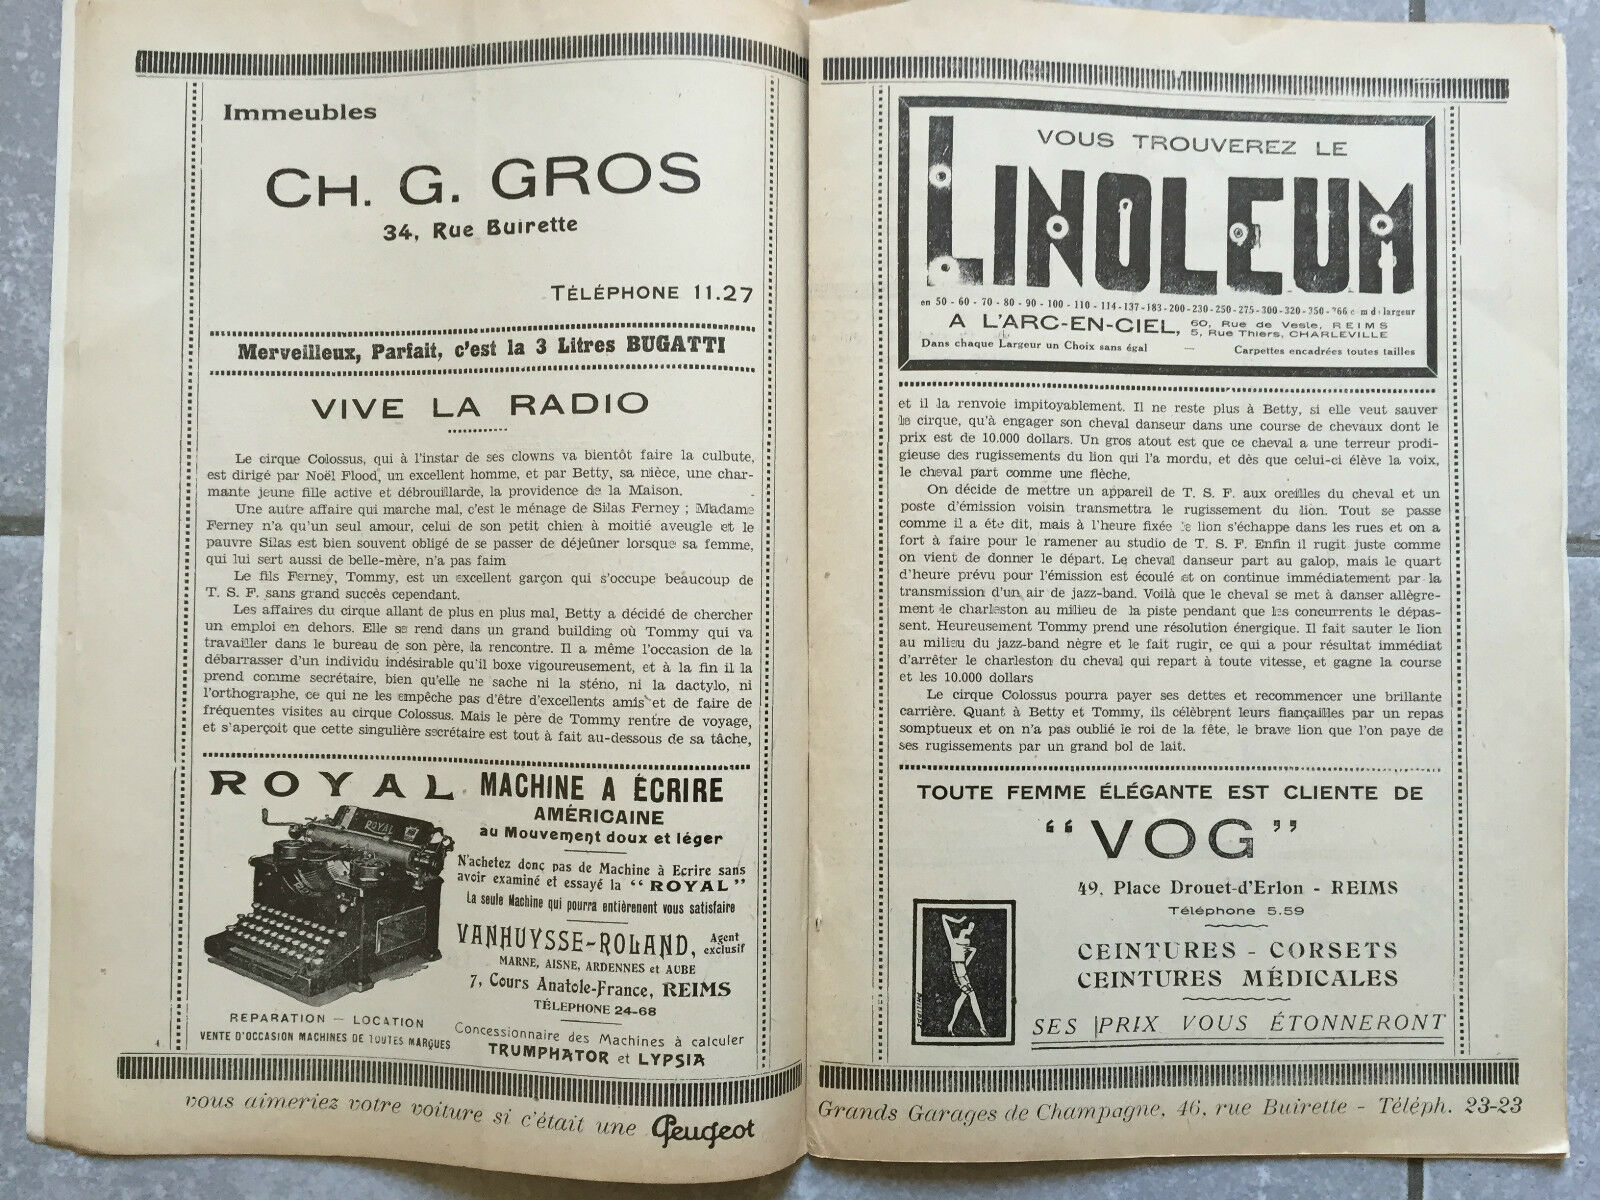 Immeubles
CH. G. GROS
34, Rue Buirette
TÉLÉPHONE 11.27
Merveilleux, Parfait, c'est la 3 Litres BUGATTI
VIVE LA RADIO
Le cirque Colossus, qui à l'instar de ses clowns va bientôt faire la culbute,
est dirigé par Noël Flood, un excellent homme, et par Betty, sa nièce, une char-
mante jeune fille active et débrouillarde, la providence de la Maison.
Une autre affaire qui marche mal, c'est le ménage de Silas Ferney ; Madame
Ferney n'a qu'un seul amour, celui de son petit chien à moitié aveugle et le
pauvre Silas est bien souvent obligé de se passer de déjeûner lorsque sa femme,
qui lui sert aussi de belle-mère, n'a pas faim
Le fils Ferney, Tommy, est un excellent garçon qui s'occupe beaucoup de
T. S. F. sans grand succès cependant.
Les affaires du cirque allant de plus en plus mal, Betty a décidé de chercher
un emploi en dehors. Elle se rend dans un grand building où Tommy qui va
travailler dans le bureau de son père, la rencontre. Il a même l'occasion de la
débarrasser d'un individu indésirable qu'il boxe vigoureusement, et à la fin il la
prend comme secrétaire, bien qu'elle ne sache ni la sténo, ni la dactylo, ni
l'orthographe, ce qui ne les empêche pas d'être d'excellents amis et de faire de
fréquentes visites au cirque Colossus. Mais le père de Tommy rentre de voyage,
et s'aperçoit que cette singulière secrétaire est tout à fait au-dessous de sa tâche,
ROYAL MACHINE A ÉCRIRE
AMÉRICAINE
au Mouvement doux et léger
ROYAL
N'achetez donc pas de Machine à Ecrire sans
avoir examiné et essayé la “ ROYAL ”
La seule Machine qui pourra entièrement vous satisfaire
VANHUYSSE-ROLAND, Agent exclusif
MARNE, AISNE, ARDENNES et AUBE
7, Cours Anatole-France, REIMS
TÉLEPHONE 24-68
REPARATION — LOCATION
VENTE D'OCCASION MACHINES DE TOUTES MARQUES
Concessionnaire des Machines à calculer
TRUMPHATOR et LYPSIA
4
vous aimeriez votre voiture si c'était une Peugeot
VOUS TROUVEREZ LE
LINOLEUM
en 50 - 60 - 70 - 80 - 90 - 100 - 110 - 114-137-183-200-230-250-275-300-320-350-766 c m d largeur
A L'ARC-EN-CIEL, 60, Rue de Vesle, REIMS
5, Rue Thiers, CHARLEVILLE
Dans chaque Largeur un Choix sans égal — Carpettes encadrées toutes tailles
et il la renvoie impitoyablement. Il ne reste plus à Betty, si elle veut sauver
le cirque, qu'à engager son cheval danseur dans une course de chevaux dont le
prix est de 10.000 dollars. Un gros atout est que ce cheval a une terreur prodi-
gieuse des rugissements du lion qui l'a mordu, et dès que celui-ci élève la voix,
le cheval part comme une flèche.
On décide de mettre un appareil de T. S. F. aux oreilles du cheval et un
poste d'émission voisin transmettra le rugissement du lion. Tout se passe
comme il a été dit, mais à l'heure fixée le lion s'échappe dans les rues et on a
fort à faire pour le ramener au studio de T. S. F. Enfin il rugit juste comme
on vient de donner le départ. Le cheval danseur part au galop, mais le quart
d'heure prévu pour l'émission est écoulé et on continue immédiatement par la
transmission d'un air de jazz-band. Voilà que le cheval se met à danser allègre-
ment le charleston au milieu de la piste pendant que les concurrents le dépas-
sent. Heureusement Tommy prend une résolution énergique. Il fait sauter le lion
au milieu du jazz-band nègre et le fait rugir, ce qui a pour résultat immédiat
d'arrêter le charleston du cheval qui repart à toute vitesse, et gagne la course
et les 10.000 dollars
Le cirque Colossus pourra payer ses dettes et recommencer une brillante
carrière. Quant à Betty et Tommy, ils célèbrent leurs fiançailles par un repas
somptueux et on n'a pas oublié le roi de la fête, le brave lion que l'on paye de
ses rugissements par un grand bol de lait.
TOUTE FEMME ÉLÉGANTE EST CLIENTE DE
“ VOG ”
49, Place Drouet-d'Erlon - REIMS
Téléphone 5.59
CEINTURES - CORSETS
CEINTURES MÉDICALES
SES PRIX VOUS ÉTONNERONT
Grands Garages de Champagne, 46, rue Buirette - Téléph. 23-23